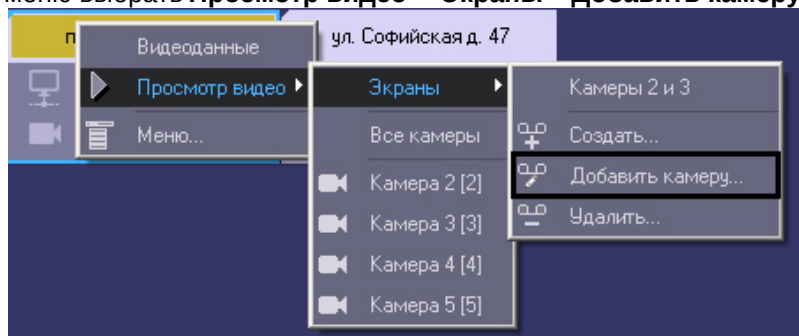 меню выбрать Просмотр видео – Экраны – Добавить камеру
п
ул. Софийская д. 47
Видеоданные
Просмотр видео
Меню...
Экраны
Все камеры
Камера 2 [2]
Камера 3 [3]
Камера 4 [4]
Камера 5 [5]
Камеры 2 и 3
Создать...
Добавить камеру...
Удалить...